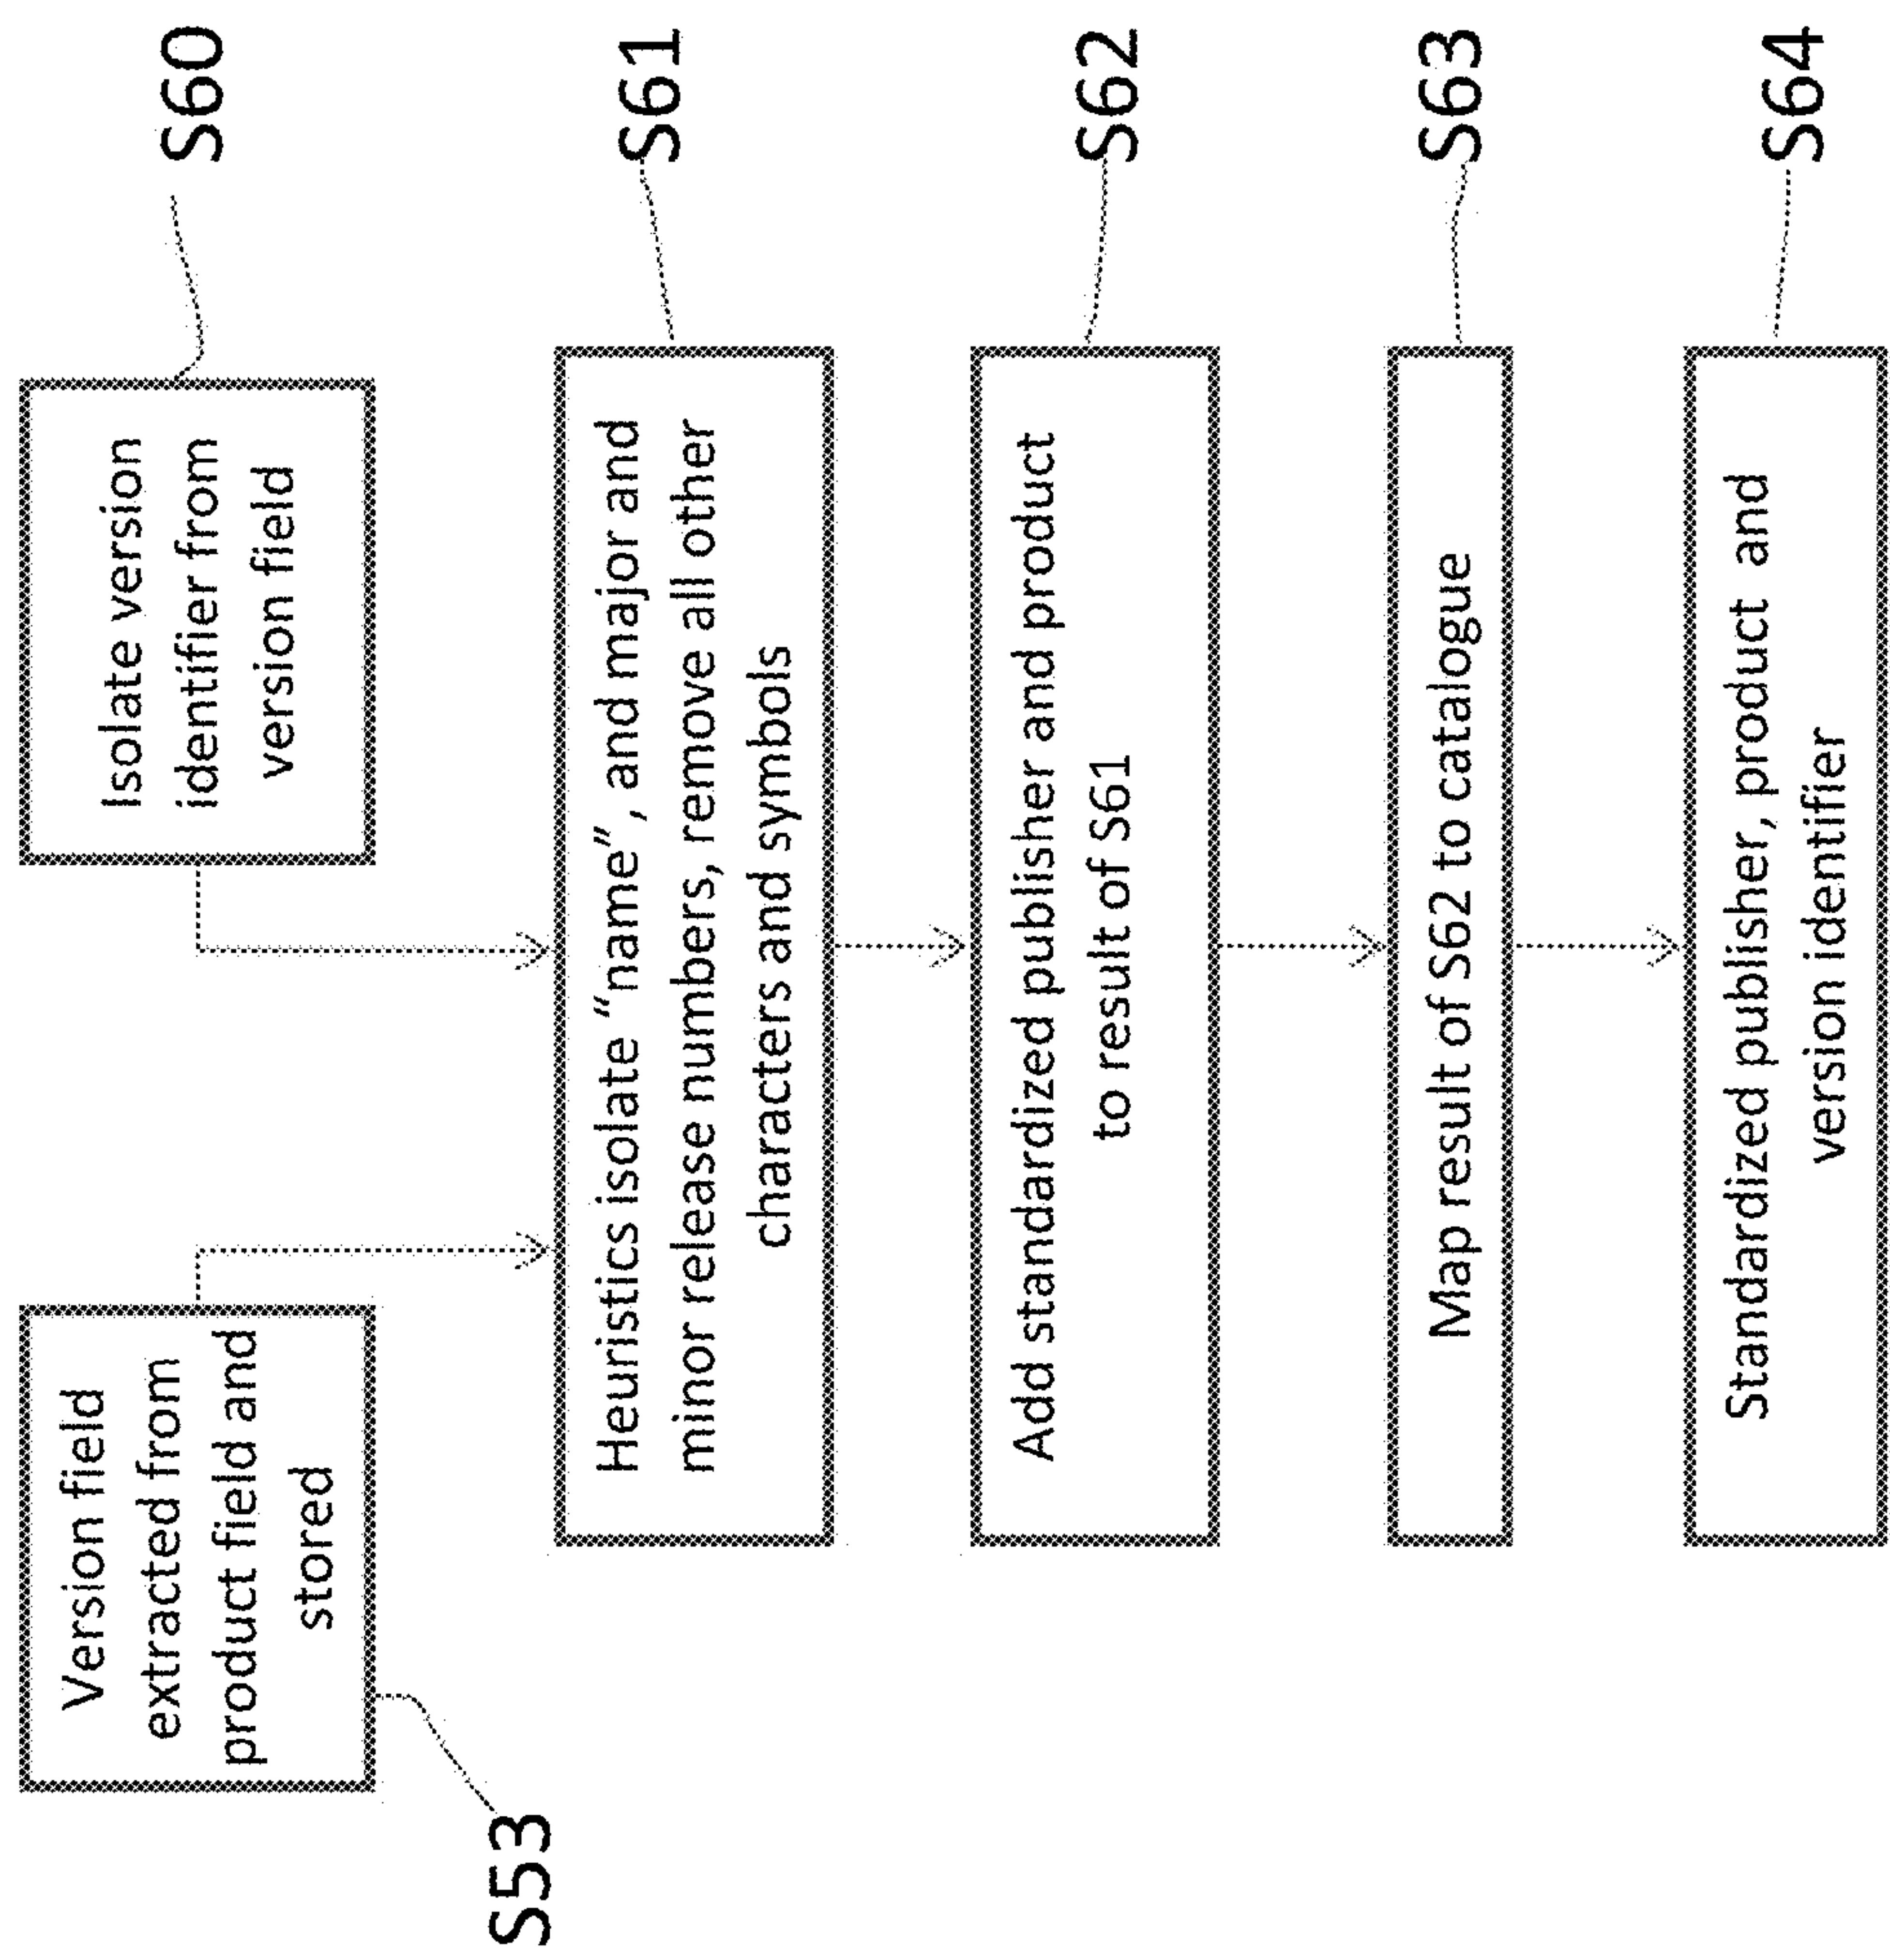 Version field
extracted from
product field and
stored
S53
Isolate version
identifier from
version field
S60
Heuristics isolate “name”, and major and
minor release numbers, remove all other
characters and symbols
S61
Add standardized publisher and product
to result of S61
S62
Map result of S62 to catalogue
S63
Standardized publisher, product and
version identifier
S64